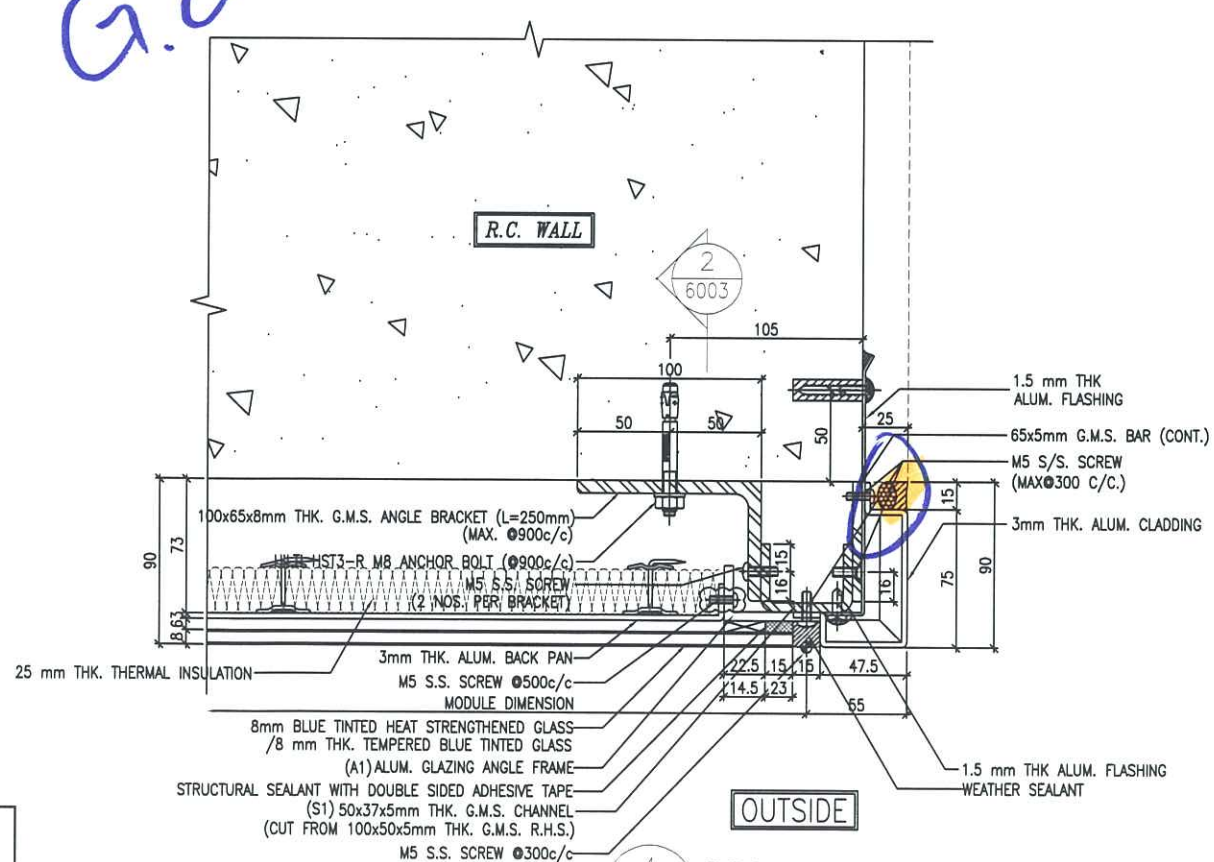 G.
R.C. WALL
2
6003
105
100
50
50
50
25
1.5 mm THK
ALUM. FLASHING
65x5mm G.M.S. BAR (CONT.)
M5 S/S. SCREW
(MAX@300 C/C.)
15
3mm THK. ALUM. CLADDING
75
90
90
73
63
8
100x65x8mm THK. G.M.S. ANGLE BRACKET (L=250mm)
(MAX. @900c/c)
HST3-R M8 ANCHOR BOLT (@900c/c)
M5 S.S. SCREW
(2 NOS. PER BRACKET)
15
16
16
25 mm THK. THERMAL INSULATION
3mm THK. ALUM. BACK PAN
M5 S.S. SCREW @500c/c
MODULE DIMENSION
22.5
15
15
47.5
14.5
23
55
8mm BLUE TINTED HEAT STRENGTHENED GLASS
/8 mm THK. TEMPERED BLUE TINTED GLASS
(A1)ALUM. GLAZING ANGLE FRAME
STRUCTURAL SEALANT WITH DOUBLE SIDED ADHESIVE TAPE
(S1) 50x37x5mm THK. G.M.S. CHANNEL
(CUT FROM 100x50x5mm THK. G.M.S. R.H.S.)
M5 S.S. SCREW @300c/c
1.5 mm THK ALUM. FLASHING
WEATHER SEALANT
OUTSIDE